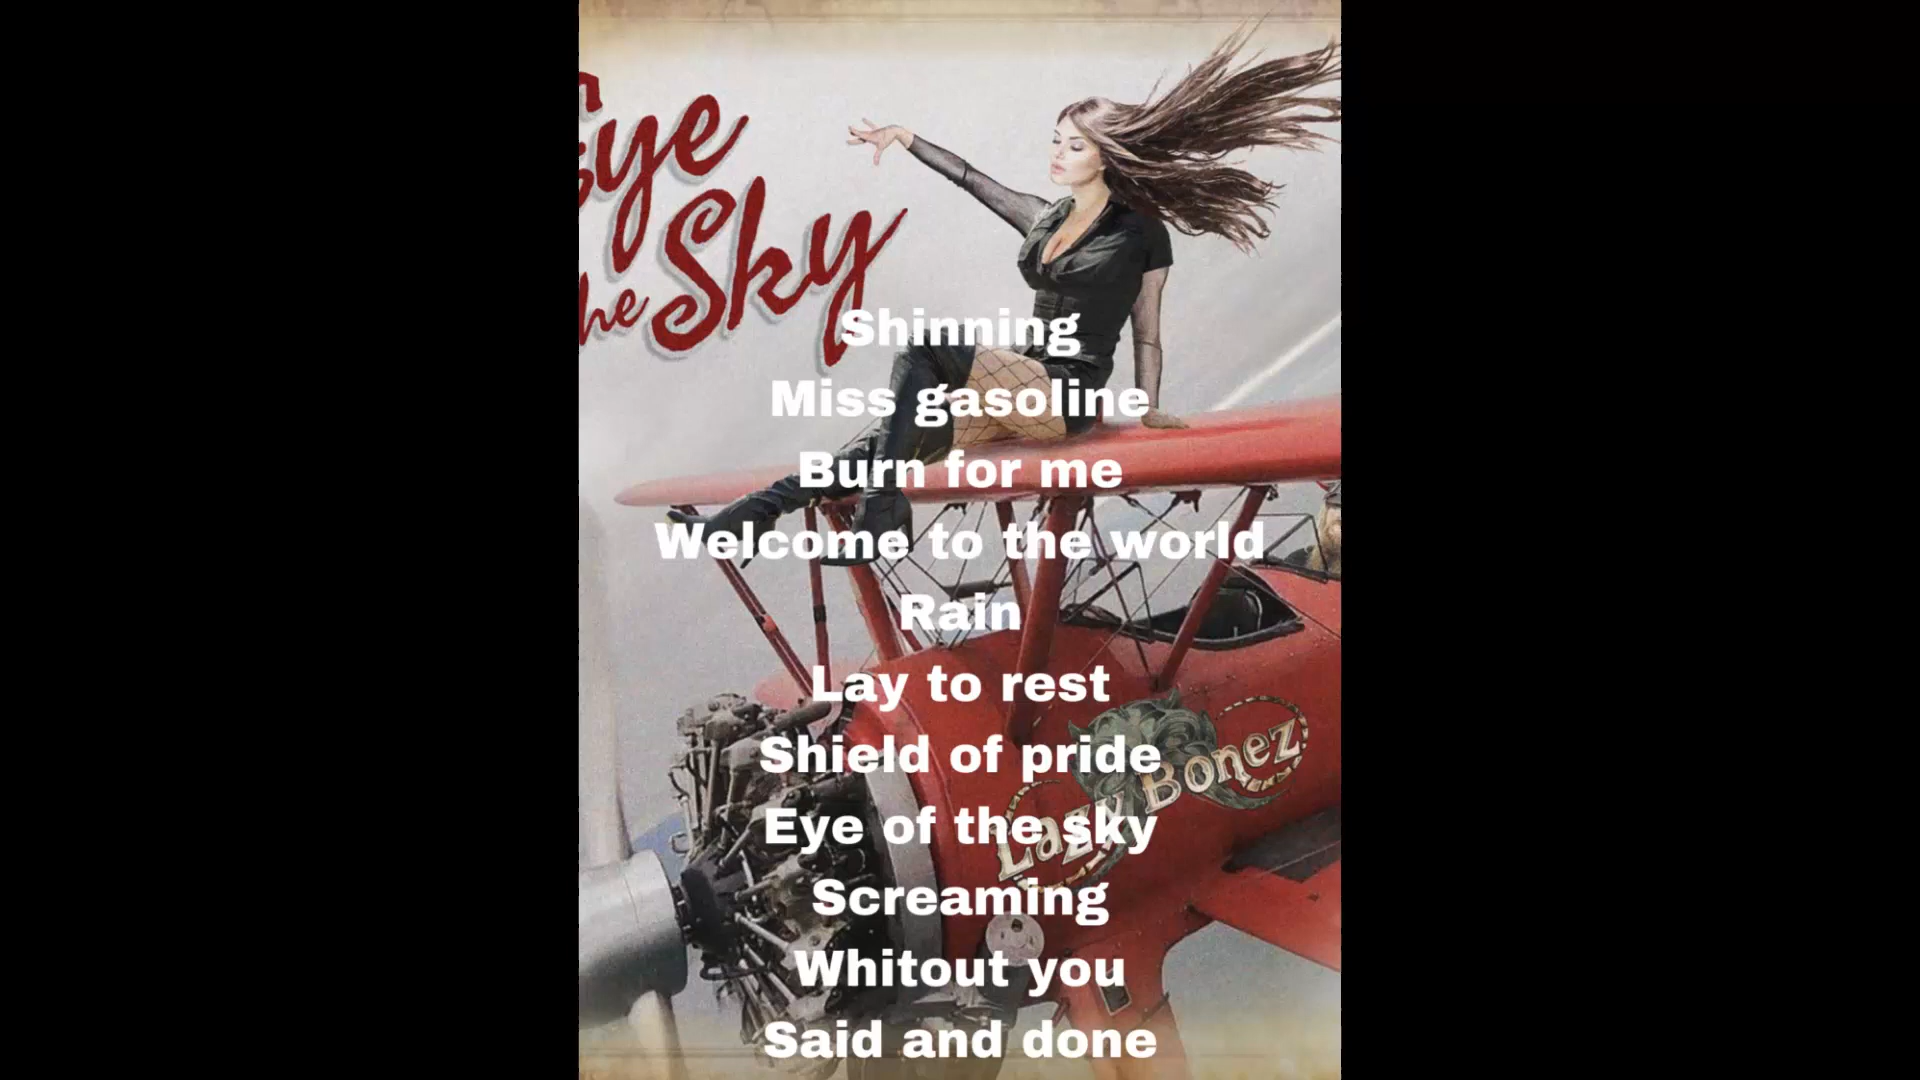 Eye
the Sky
Shinning
Miss gasoline
Burn for me
Welcome to the world
Rain
Lay to rest
Shield of pride
Lazy Bonez
Eye of the sky
Screaming
Whitout you
Said and done